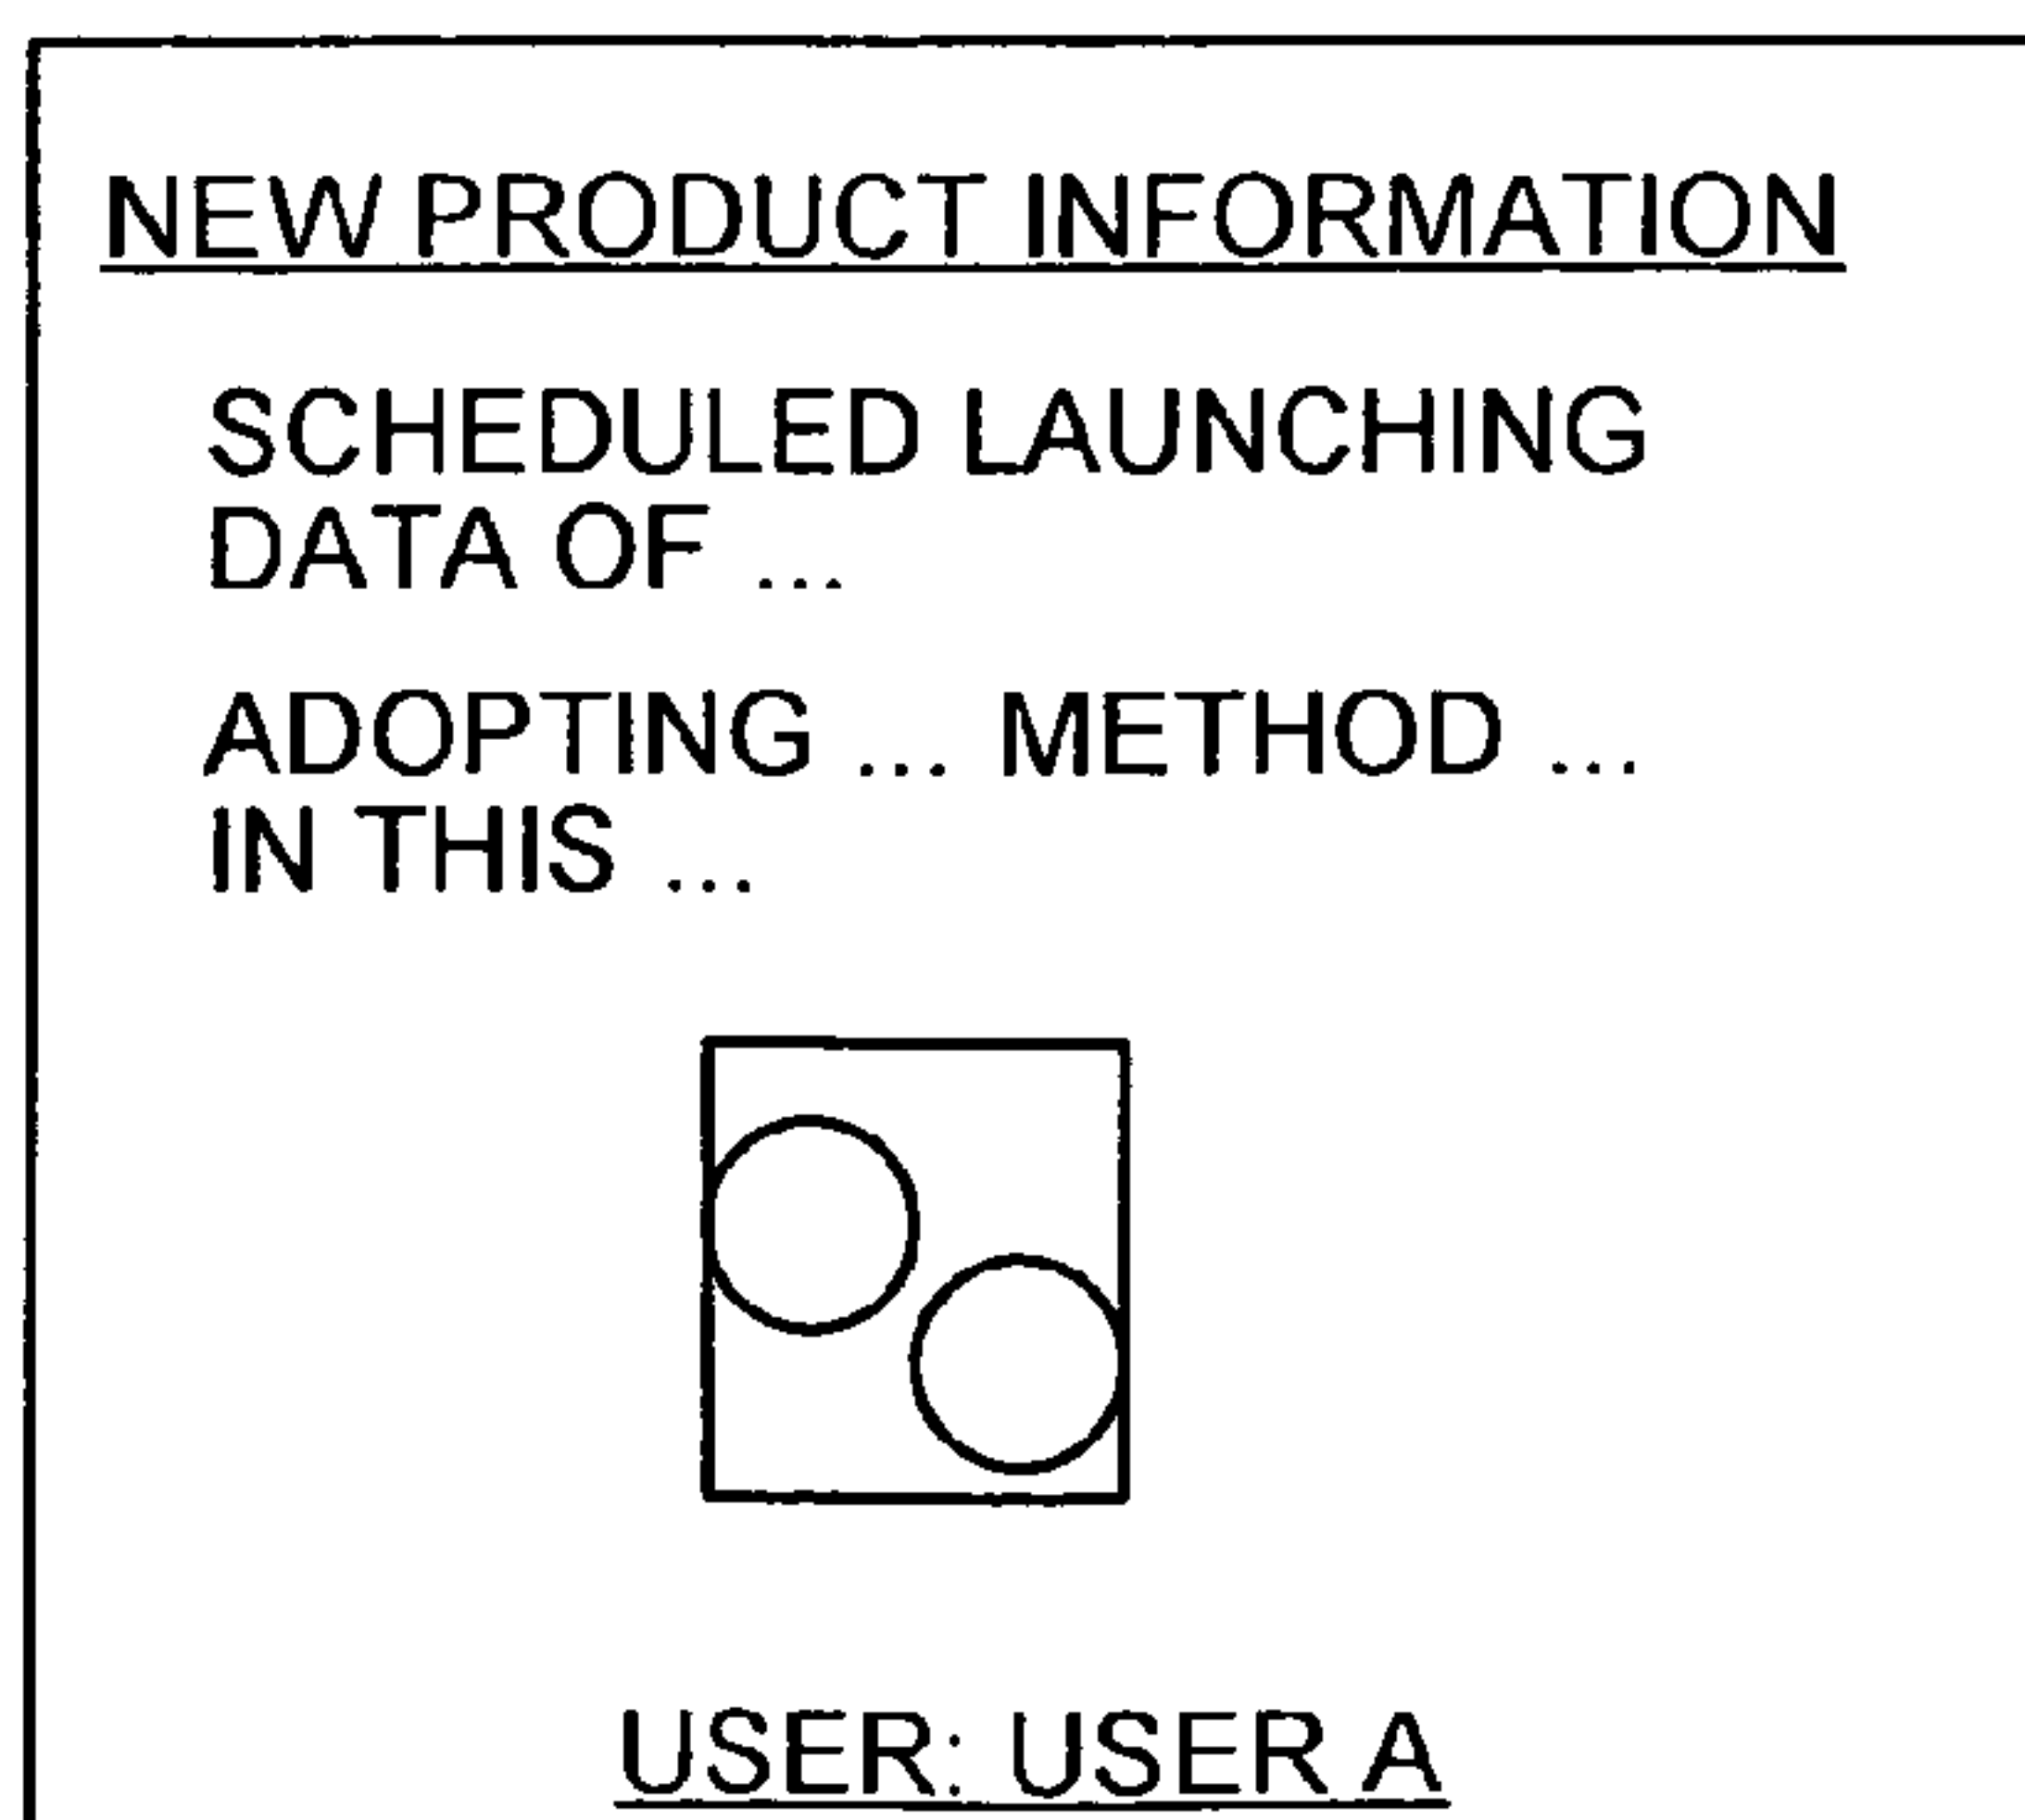 NEW PRODUCT INFORMATION
SCHEDULED LAUNCHING
DATA OF ...
ADOPTING ... METHOD ...
IN THIS ...
USER: USER A